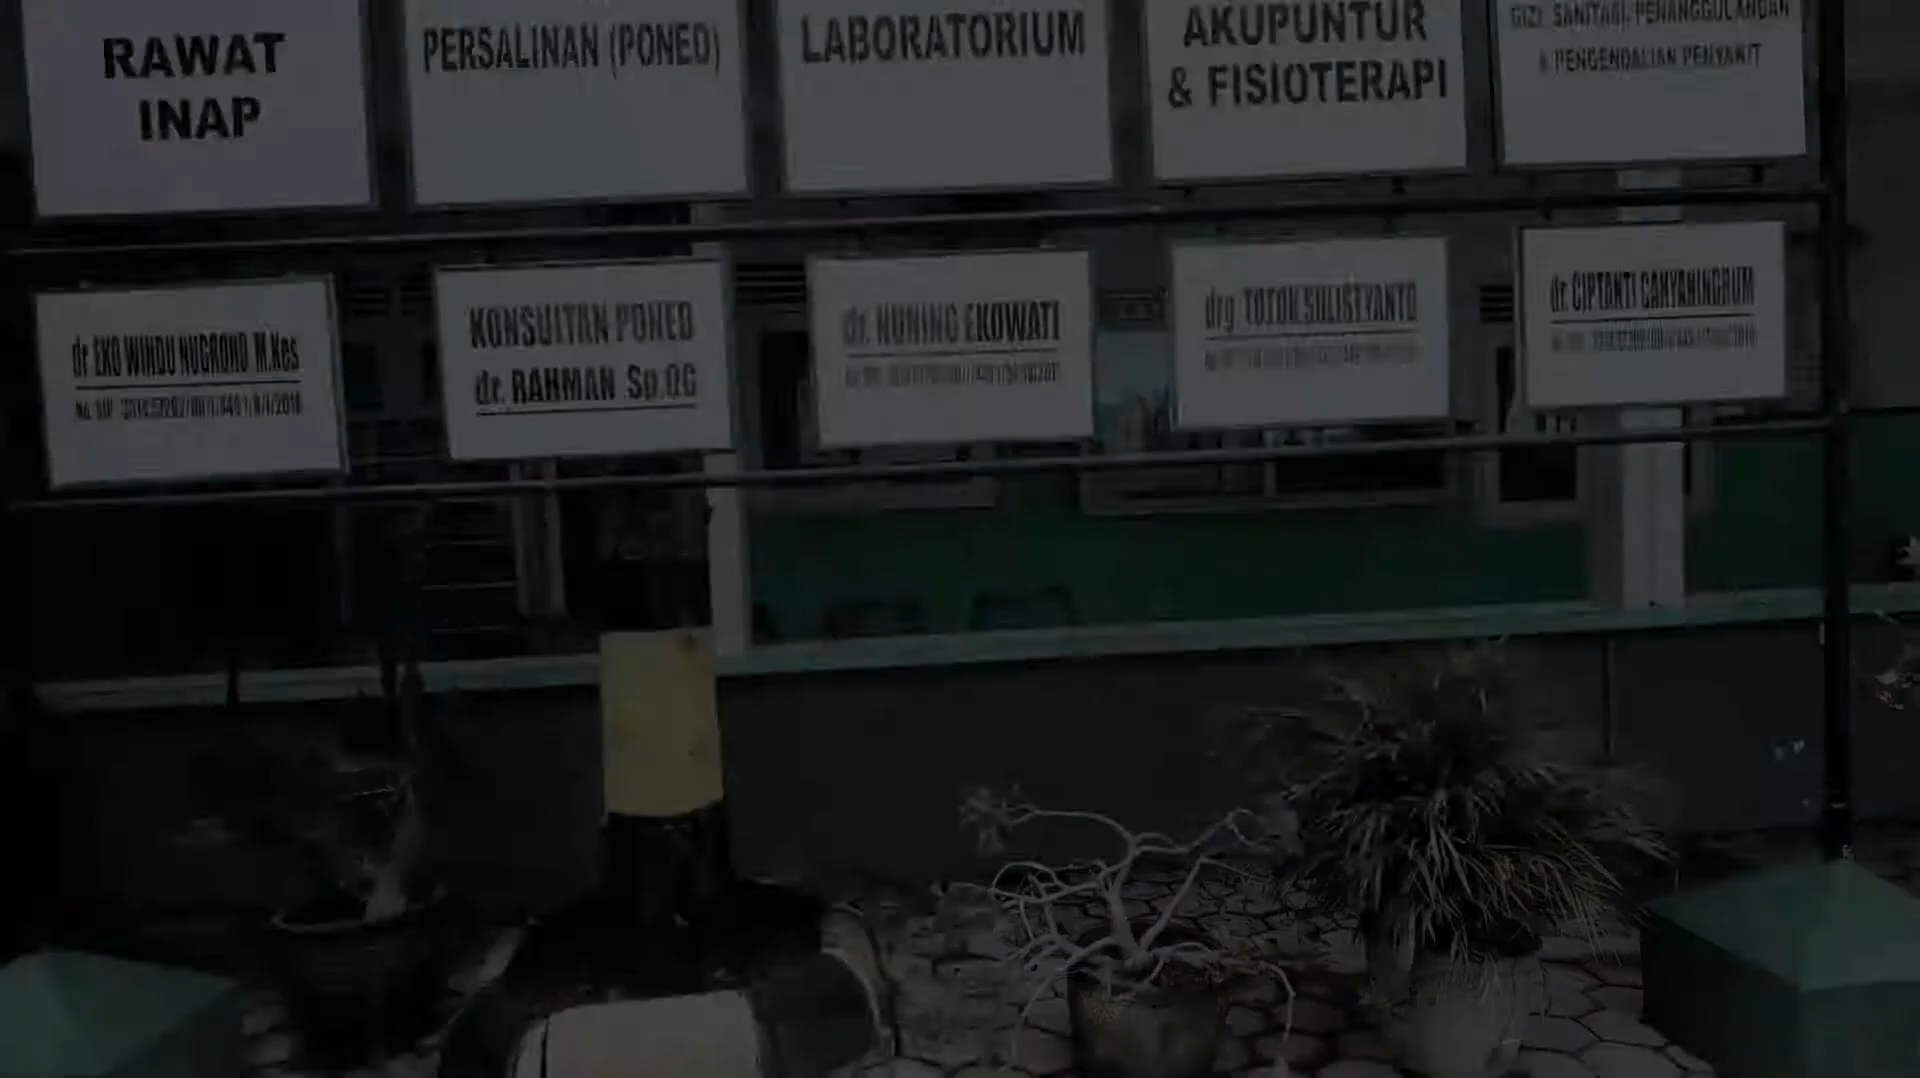 RAWAT
INAP
PERSALINAN (PONED)
LABORATORIUM
AKUPUNTUR
& FISIOTERAPI
GIZI, SANITASI, PENANGGULANGAN
& PENGENDALIAN PENYAKIT
dr EKO WINDU NUGROHO M.Kes
KONSULTAN PONED
dr. RAHMAN Sp.OG
dr. NUNING EKOWATI
drg TOTOK SULISTYANTO
dr. CIPTANTI CAHYANINGRUM